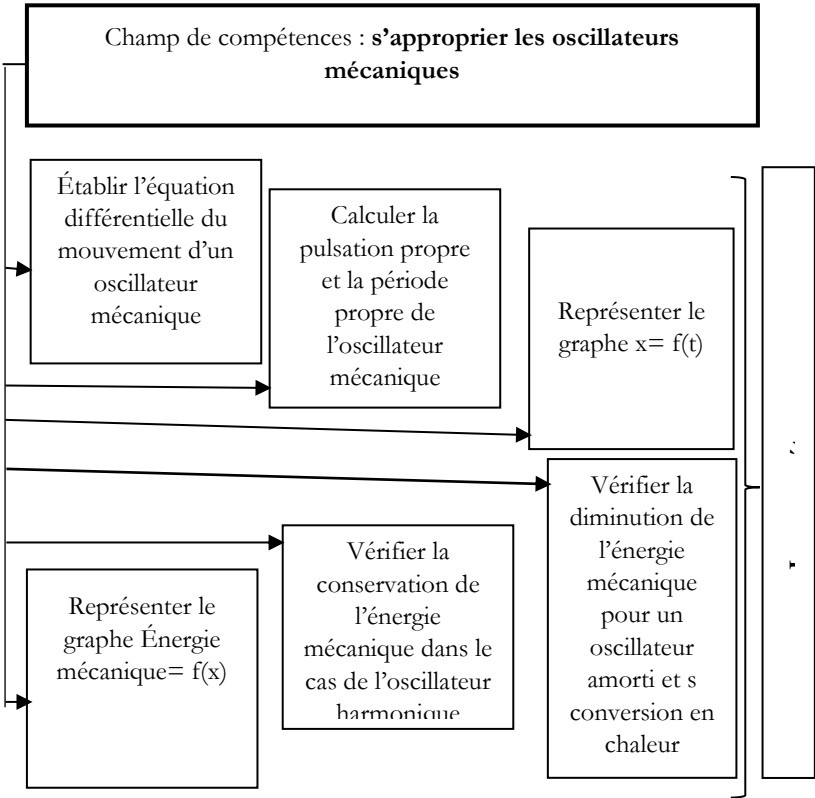 Champ de compétences : s’approprier les oscillateurs
mécaniques
Établir l’équation
différentielle du
mouvement d’un
oscillateur
mécanique
Calculer la
pulsation propre
et la période
propre de
l’oscillateur
mécanique
Représenter le
graphe x= f(t)
Vérifier la
diminution de
l’énergie
mécanique
pour un
oscillateur
amorti et s
conversion en
chaleur
Vérifier la
conservation de
l’énergie
mécanique dans le
cas de l’oscillateur
harmonique
Représenter le
graphe Énergie
mécanique= f(x)